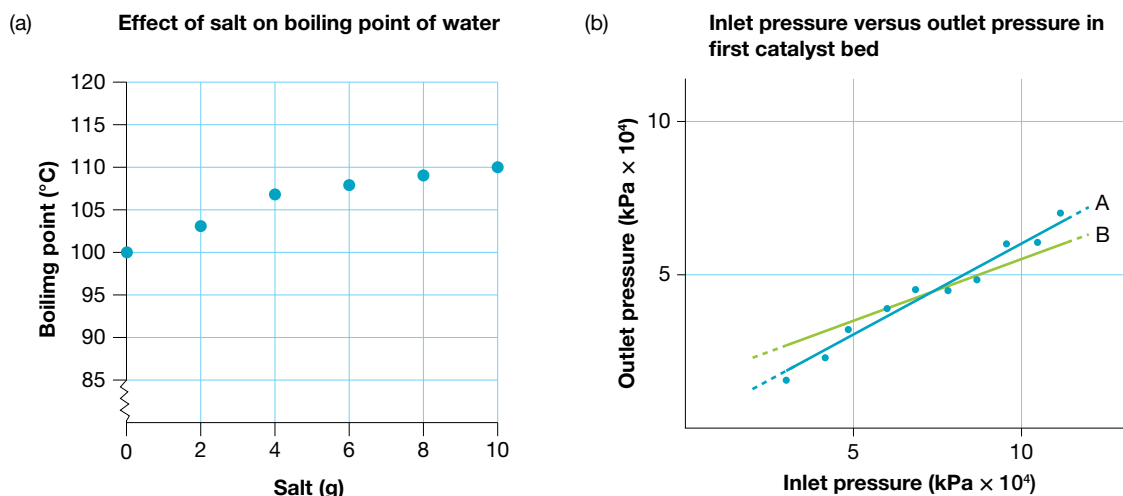 (a) Effect of salt on boiling point of water
120
115
110
105
100
95
90
85
Boilimg point (°C)
0 2 4 6 8 10
Salt (g)
(b) Inlet pressure versus outlet pressure in
first catalyst bed
10
5
Outlet pressure (kPa × 10⁴)
A
B
5 10
Inlet pressure (kPa × 10⁴)